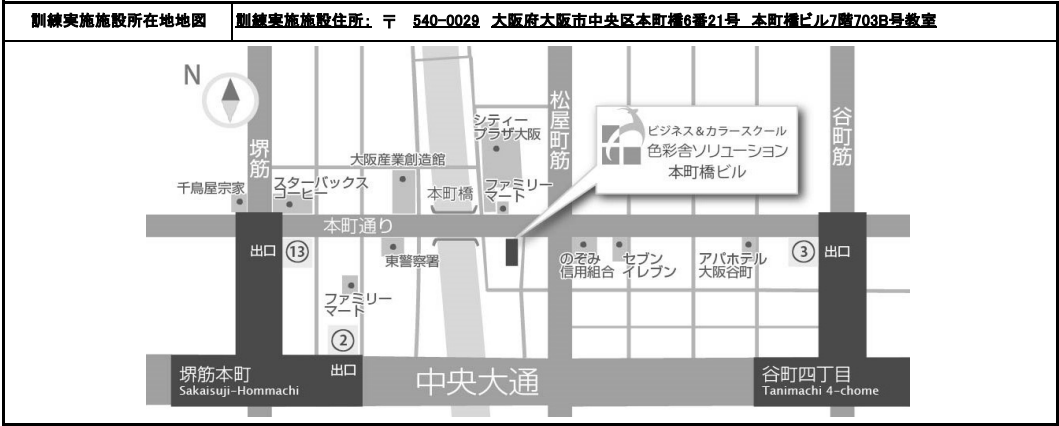 訓練実施施設所在地地図
訓練実施施設住所: 〒 540-0029 大阪府大阪市中央区本町橋6番21号 本町橋ビル7階703B号教室
N
堺筋
松屋町筋
谷町筋
シティー
プラザ大阪
ビジネス&カラースクール
色彩舎ソリューション
本町橋ビル
大阪産業創造館
千鳥屋宗家
スターバックス
コーヒー
本町橋
ファミリー
マート
本町通り
出口
⑬
東警察署
のぞみ
信用組合
セブン
イレブン
アパホテル
大阪谷町
③
出口
ファミリー
マート
②
出口
堺筋本町
Sakaisuji-Hommachi
中央大通
谷町四丁目
Tanimachi 4-chome